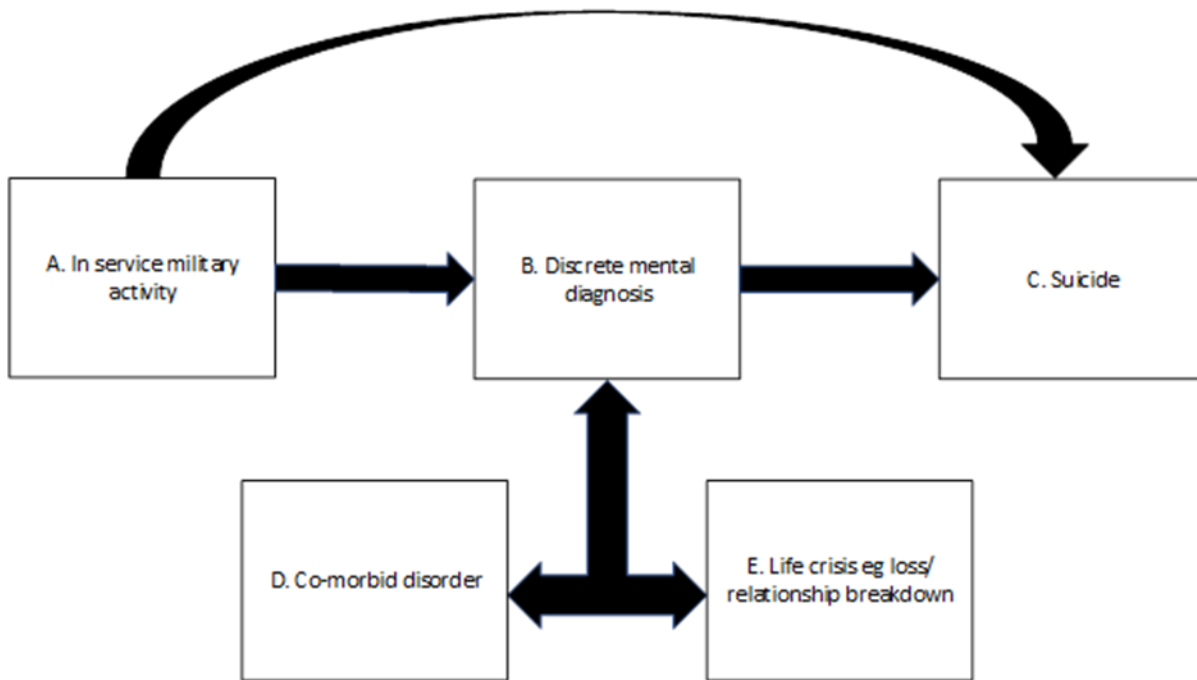 A. In service military
activity
B. Discrete mental
diagnosis
C. Suicide
D. Co-morbid disorder
E. Life crisis eg loss/
relationship breakdown